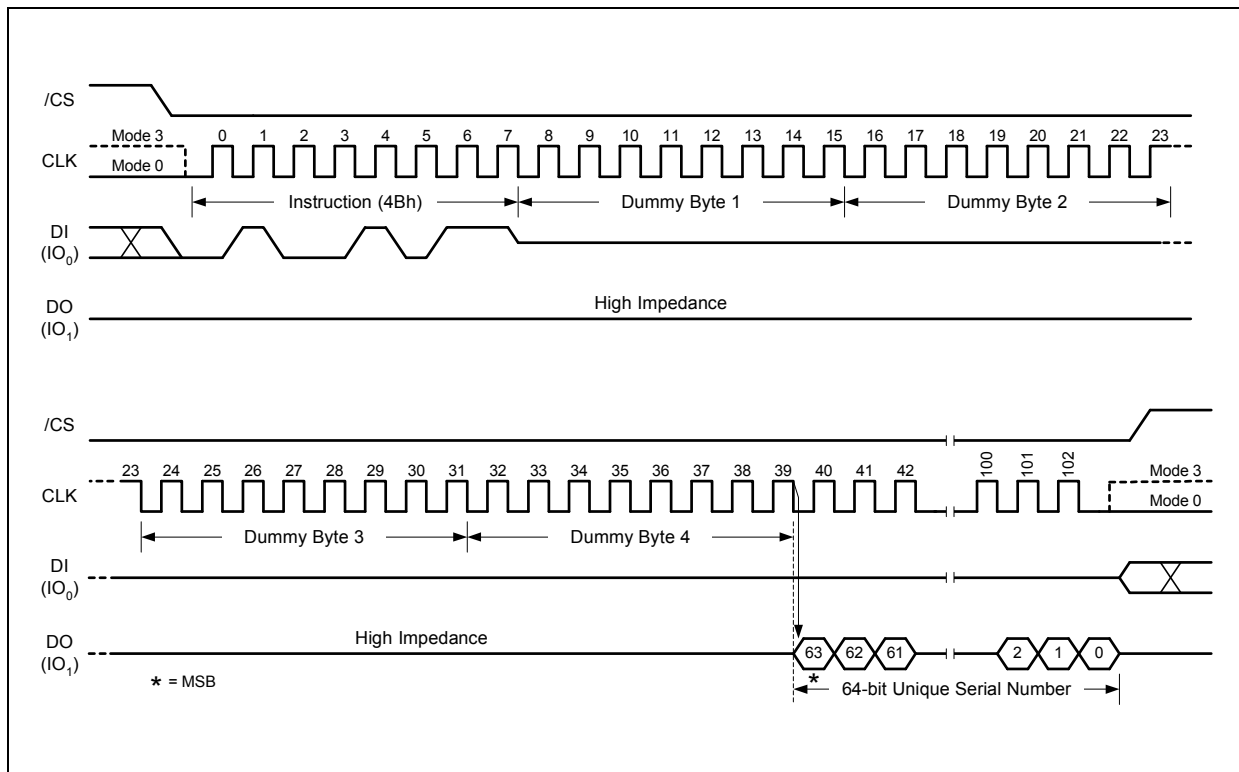 /CS
Mode 3
0 1 2 3 4 5 6 7 8 9 10 11 12 13 14 15 16 17 18 19 20 21 22 23
CLK
Mode 0
Instruction (4Bh) Dummy Byte 1 Dummy Byte 2
DI
(IO0)
High Impedance
DO
(IO1)
/CS
23 24 25 26 27 28 29 30 31 32 33 34 35 36 37 38 39 40 41 42 100 101 102
Mode 3
CLK
Mode 0
Dummy Byte 3 Dummy Byte 4
DI
(IO0)
High Impedance
DO
(IO1)
63 62 61 2 1 0
* = MSB
*
64-bit Unique Serial Number